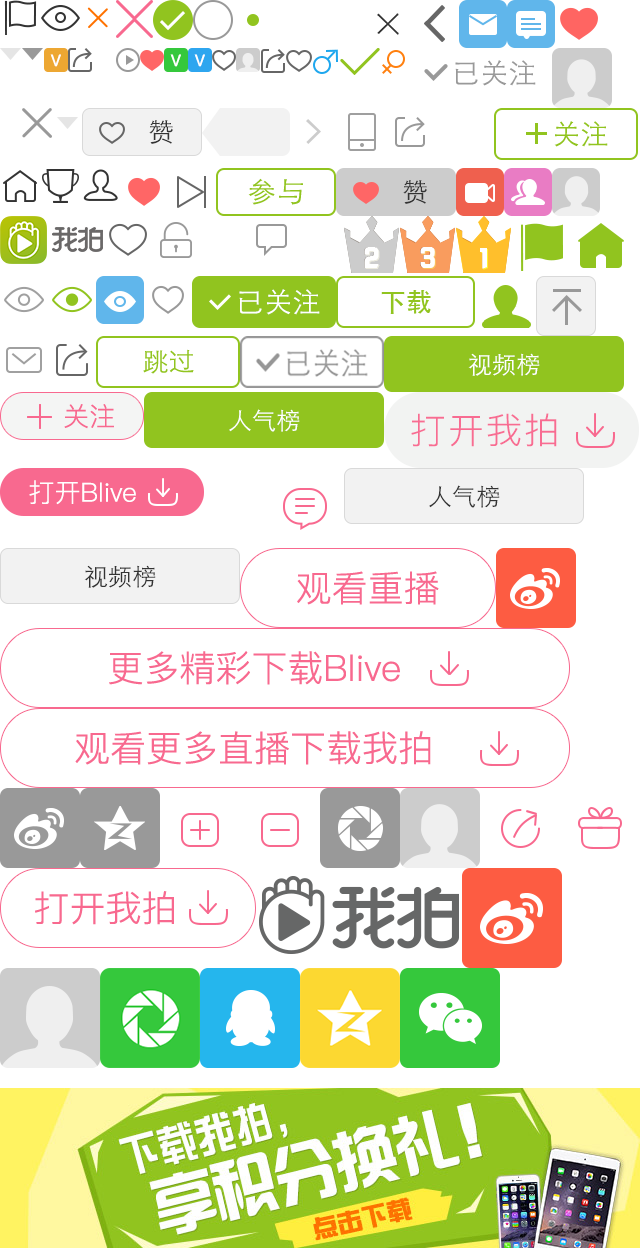 V
V V
已关注
赞
+关注
参与
赞
我拍
2 3 1
已关注
下载
跳过
已关注
视频榜
+ 关注
人气榜
打开我拍
打开Blive
人气榜
视频榜
观看重播
更多精彩下载Blive
观看更多直播下载我拍
打开我拍
我拍
下载我拍，
享积分换礼！
点击下载